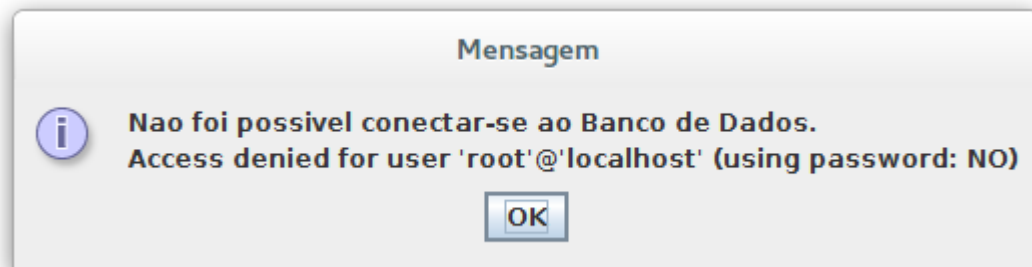 Mensagem
Nao foi possivel conectar-se ao Banco de Dados.
Access denied for user 'root'@'localhost' (using password: NO)
OK